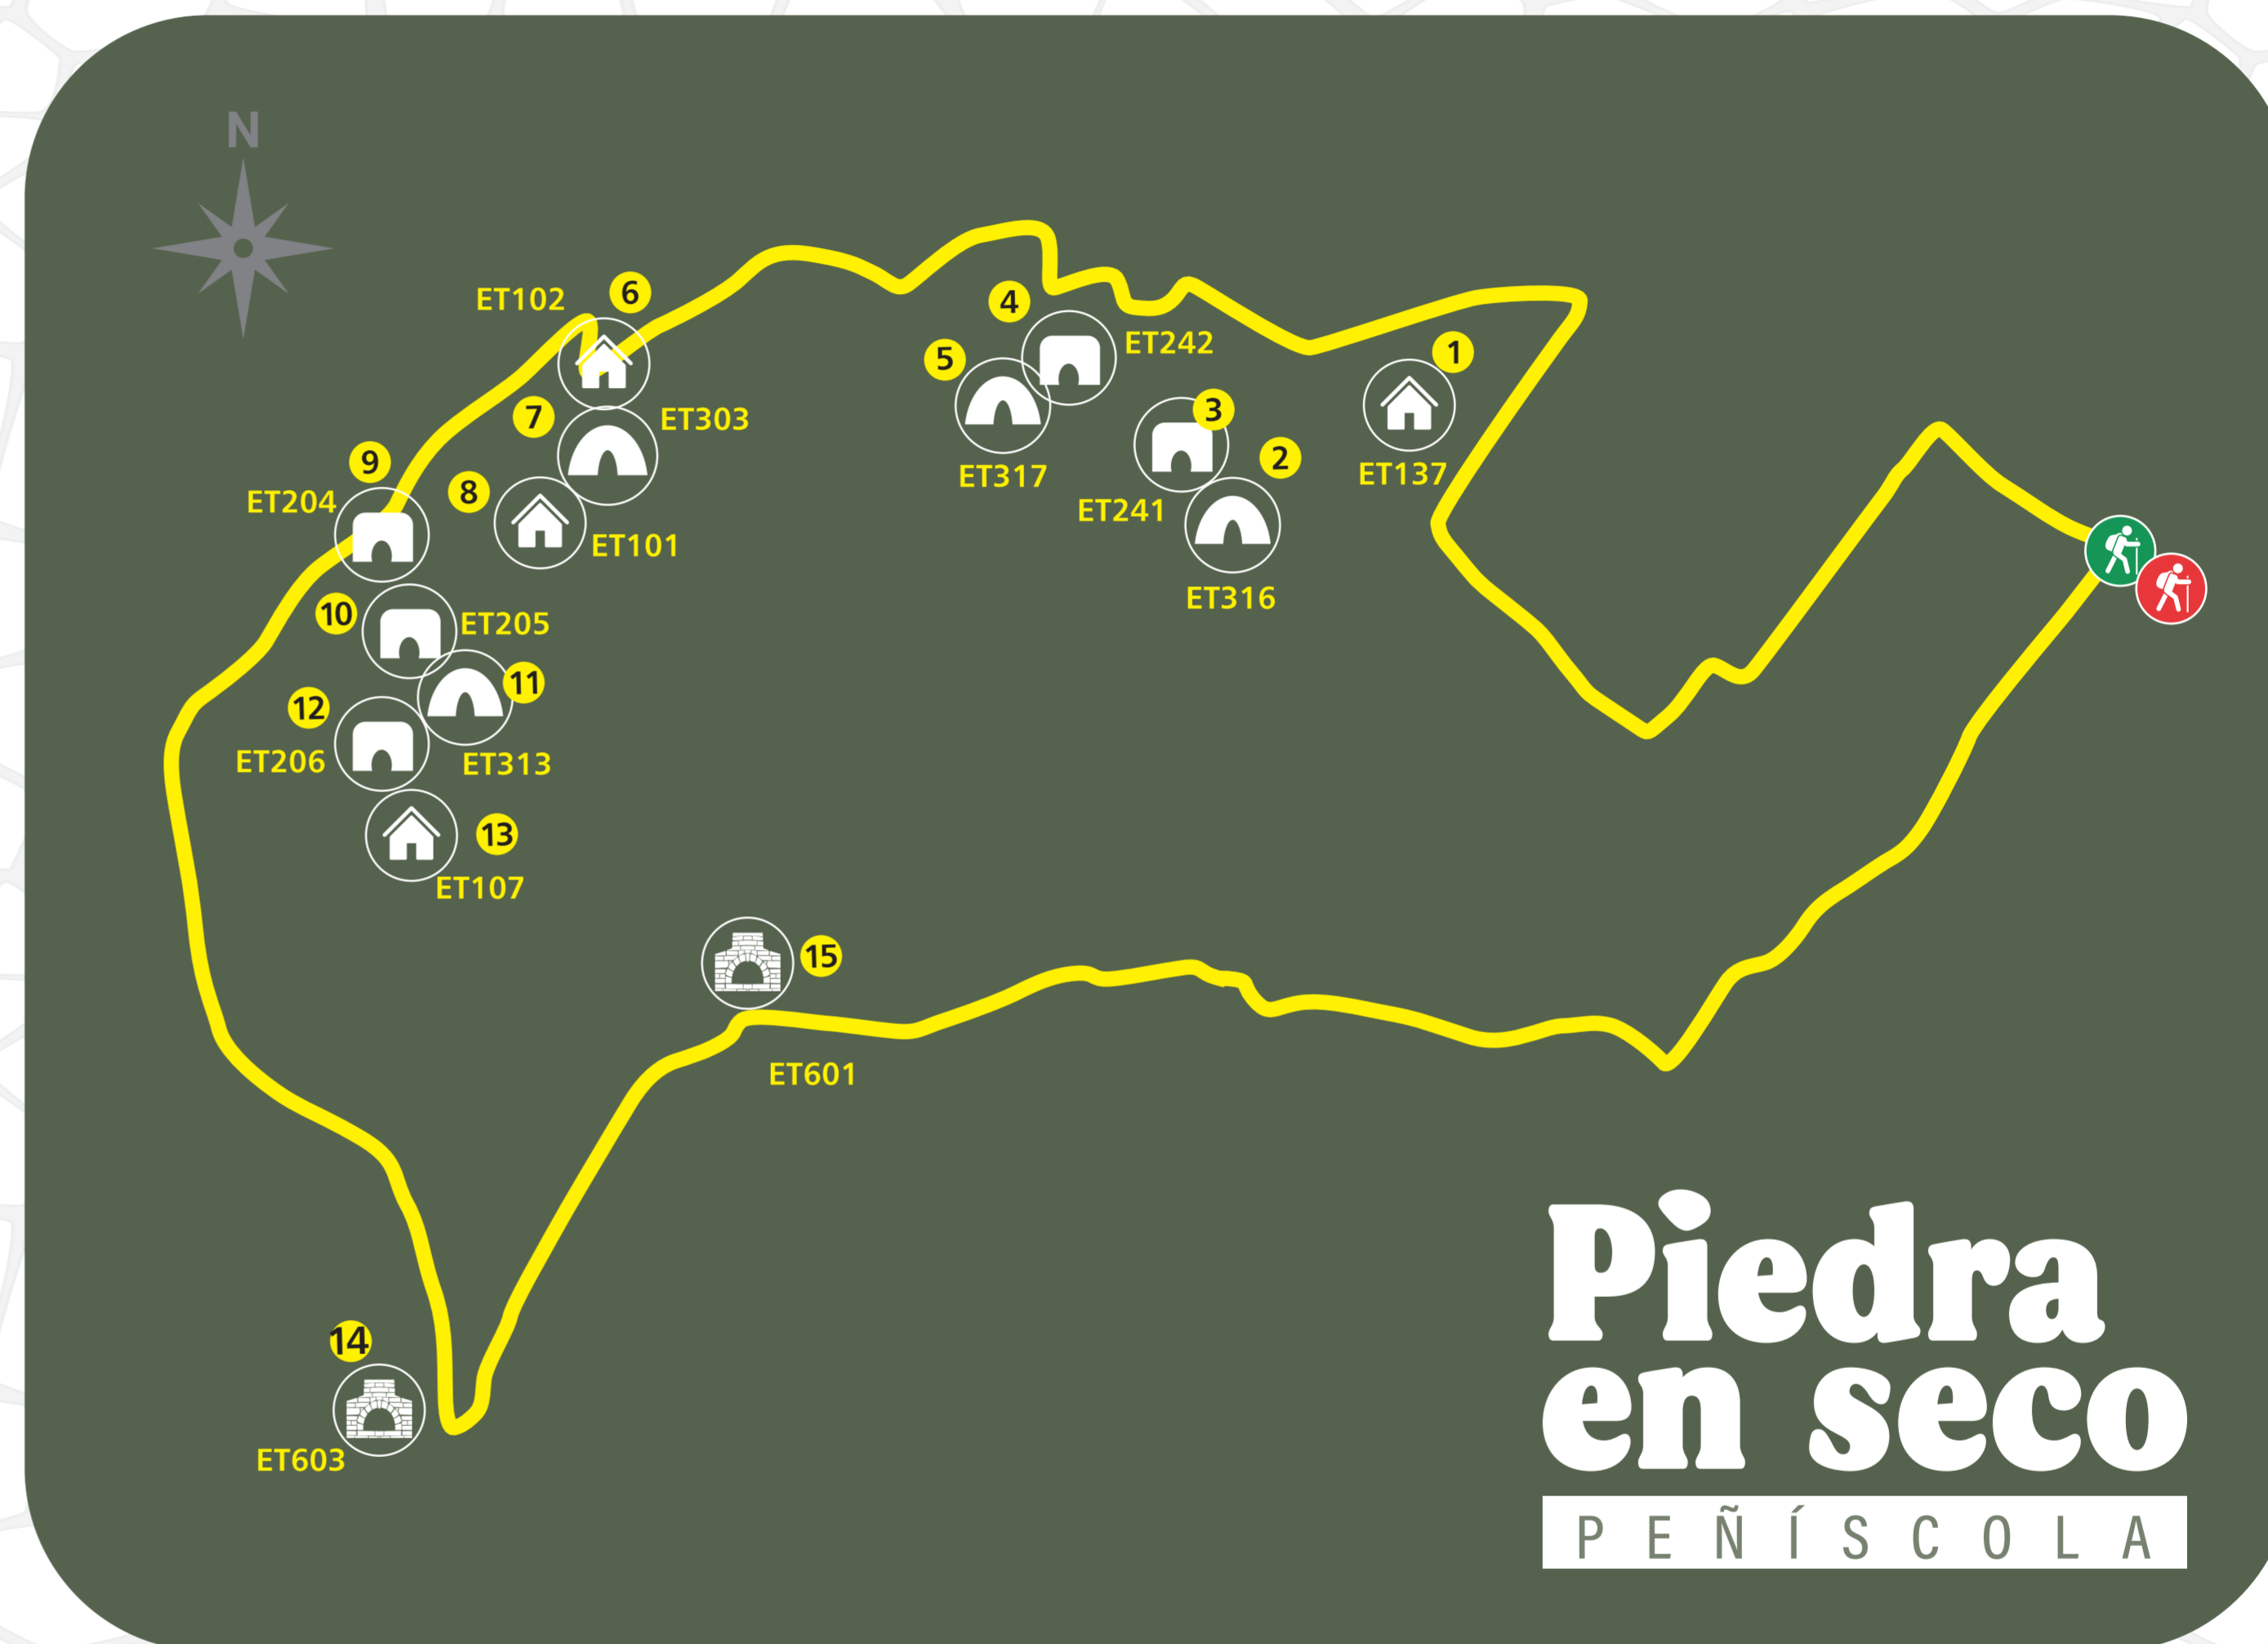 N
ET102
6
4
ET242
5
1
7
ET303
3
9
2
8
ET317
ET137
ET204
ET241
ET101
ET316
10
ET205
11
12
ET206
ET313
13
ET107
15
ET601
14
ET603
Piedra
en seco
PEÑÍSCOLA